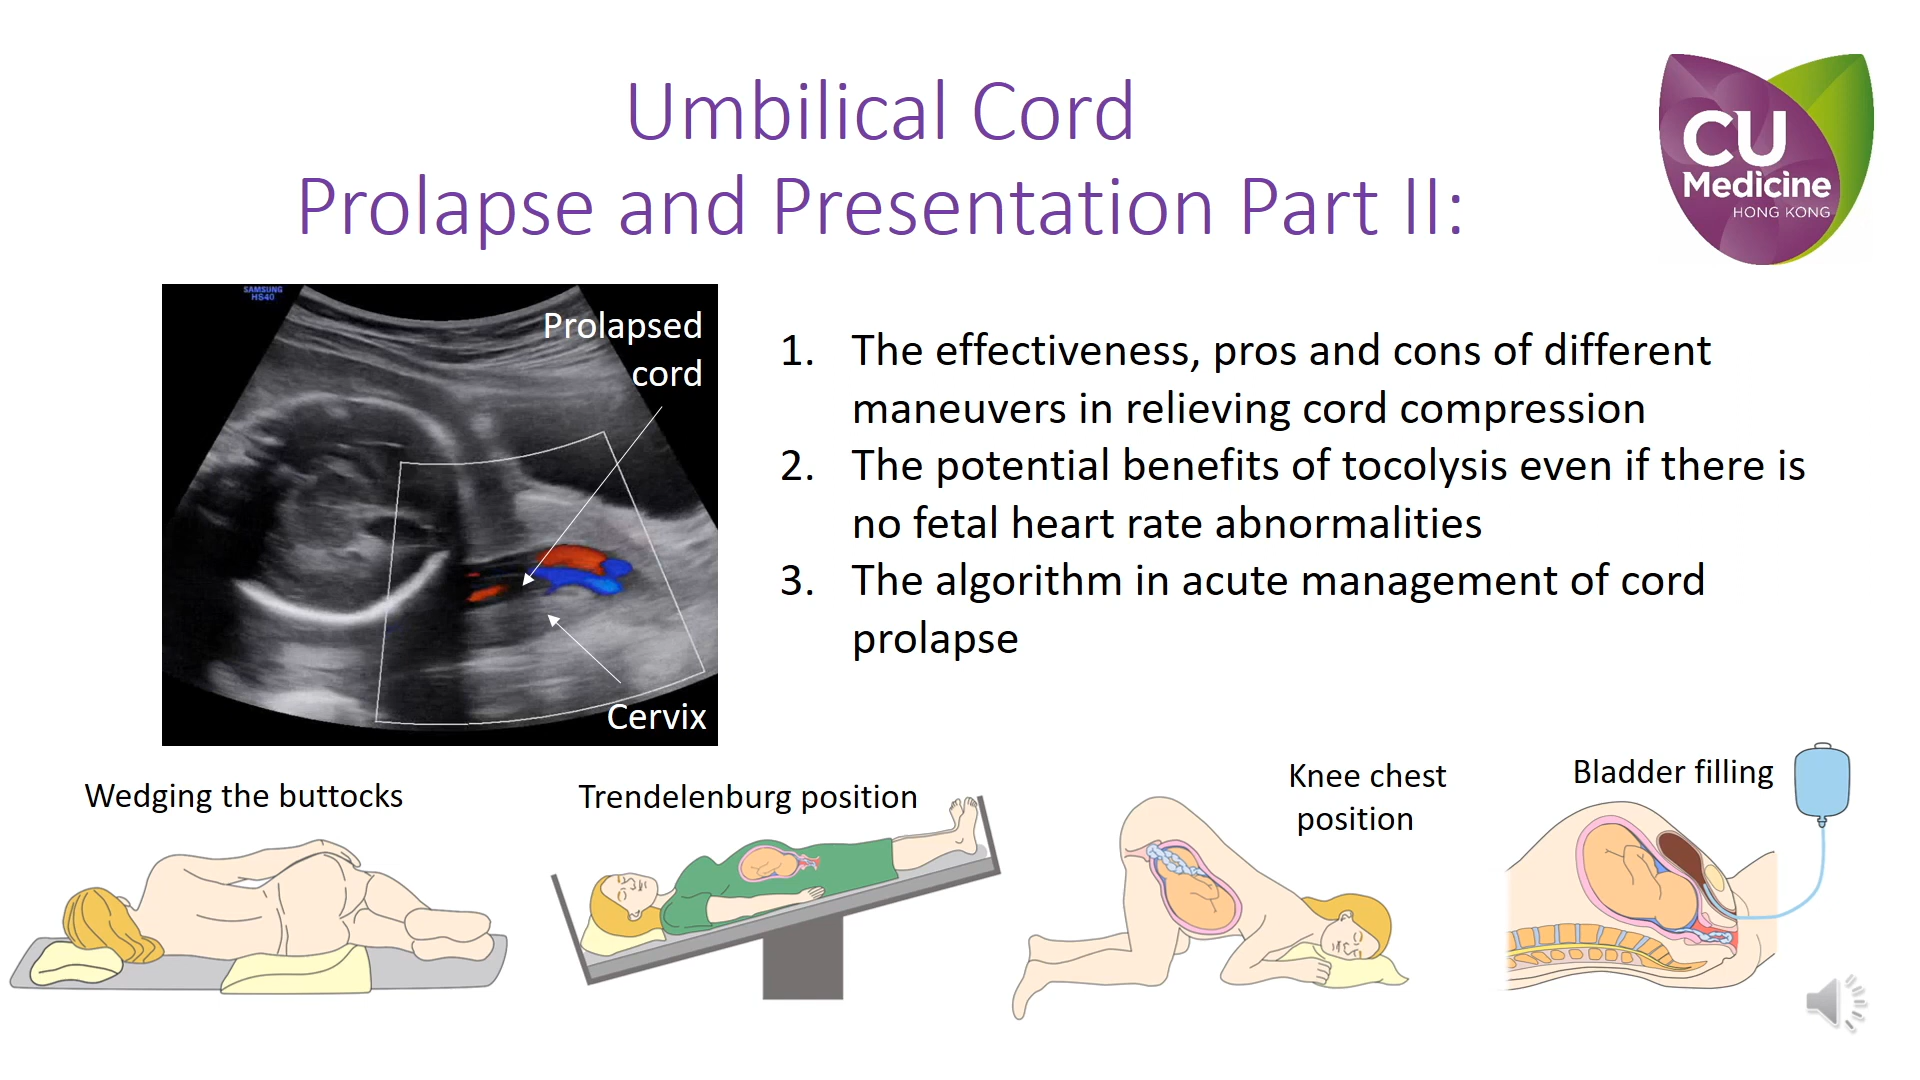 Umbilical Cord
Prolapse and Presentation Part II:
CU
Medicine
HONG KONG
SAMSUNG
HS40
Prolapsed
cord
Cervix
1. The effectiveness, pros and cons of different
maneuvers in relieving cord compression
2. The potential benefits of tocolysis even if there is
no fetal heart rate abnormalities
3. The algorithm in acute management of cord
prolapse
Wedging the buttocks
Trendelenburg position
Knee chest
position
Bladder filling